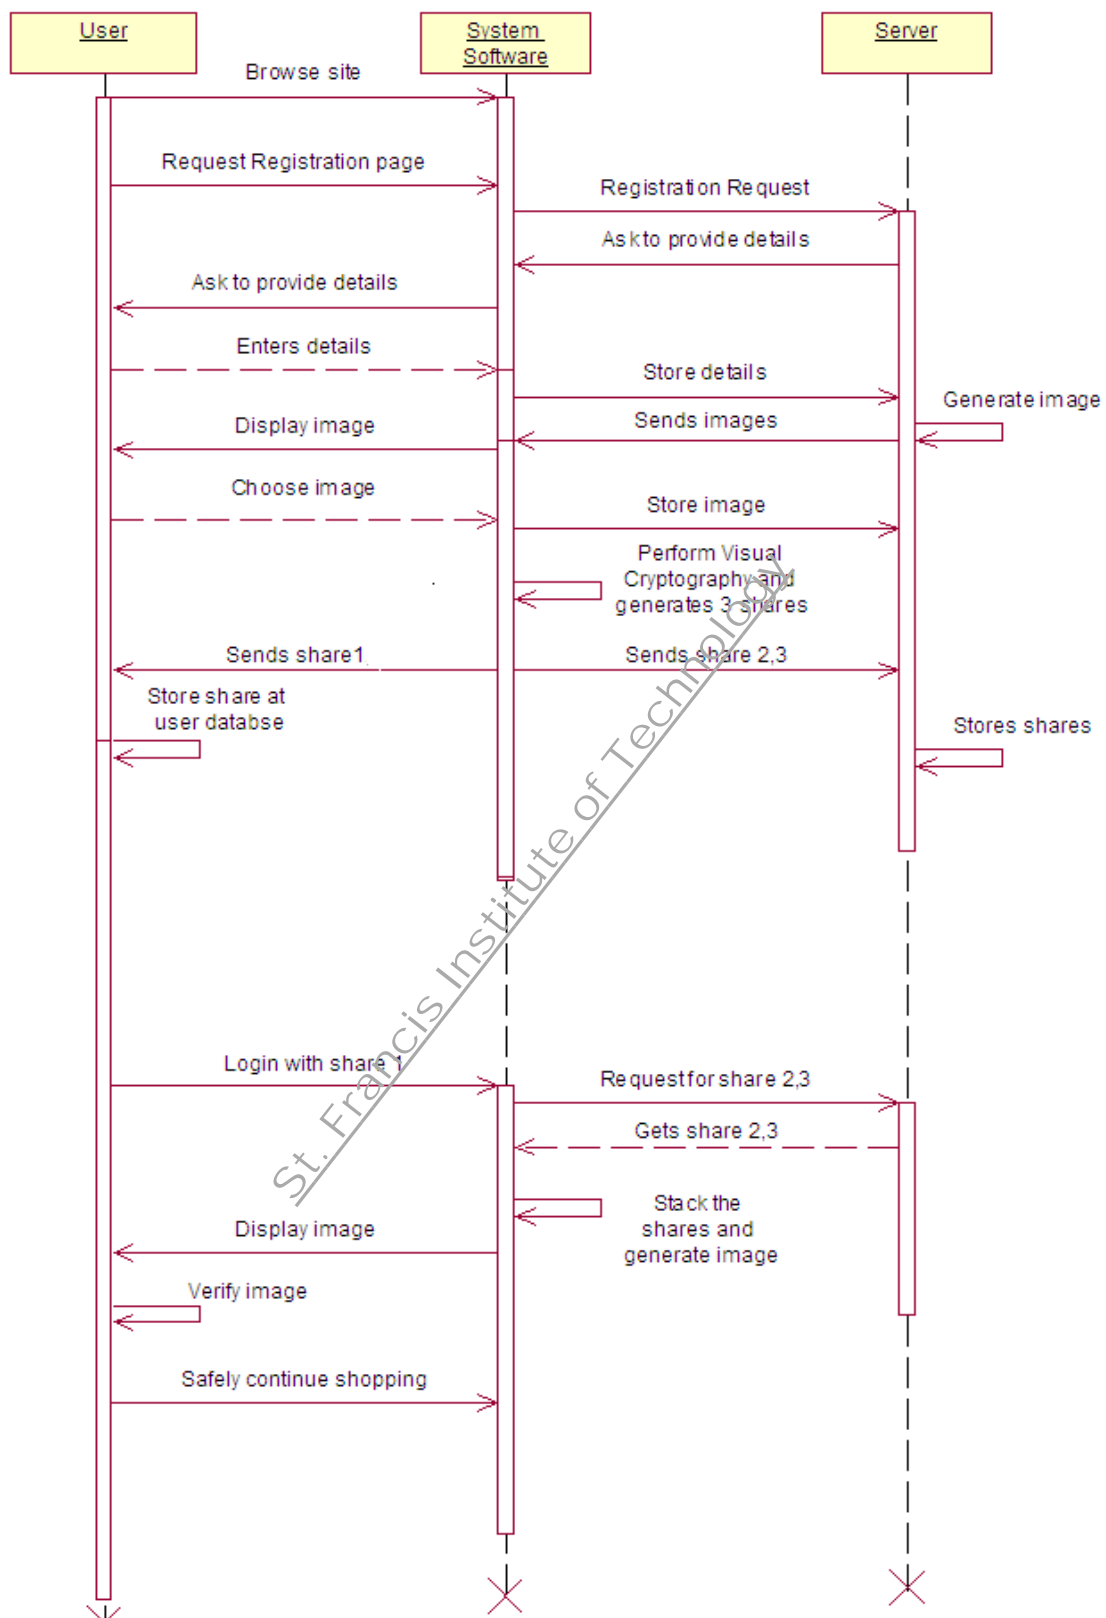 User
System
Software
Server
Browse site
Request Registration page
Registration Request
Ask to provide details
Ask to provide details
Enters details
Store details
Generate image
Sends images
Display image
Choose image
Store image
Perform Visual
Cryptography and
generates 3 shares
Sends share1
Sends share 2,3
Store share at
user databse
Stores shares
St. Francis Institute of Technology
Login with share 1
Request for share 2,3
Gets share 2,3
Stack the
shares and
generate image
Display image
Verify image
Safely continue shopping